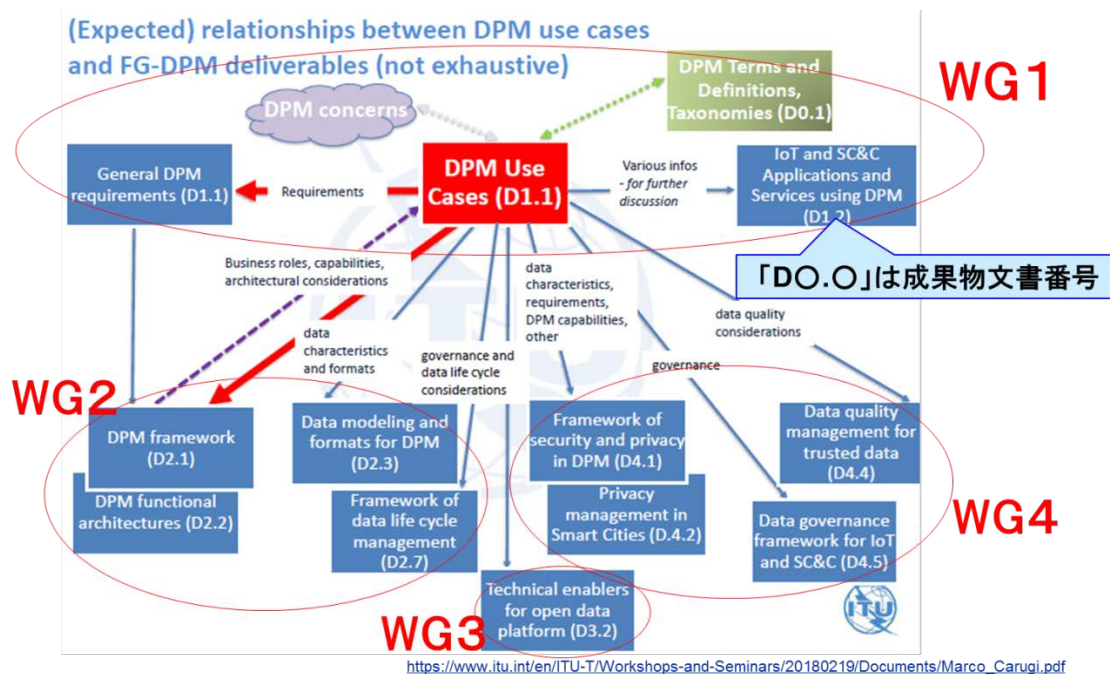 (Expected) relationships between DPM use cases
and FG-DPM deliverables (not exhaustive)
WG1
DPM concerns
DPM Terms and
Definitions,
Taxonomies (D0.1)
General DPM
requirements (D1.1)
Requirements
DPM Use
Cases (D1.1)
Various infos
- for further
discussion
IoT and SC&C
Applications and
Services using DPM
(D1.2)
「D〇.〇」は成果物文書番号
Business roles, capabilities,
architectural considerations
data
characteristics
and formats
governance and
data life cycle
considerations
data
characteristics,
requirements,
DPM capabilities,
other
governance
data quality
considerations
WG2
DPM framework
(D2.1)
DPM functional
architectures (D2.2)
Data modeling and
formats for DPM
(D2.3)
Framework of
data life cycle
management
(D2.7)
Framework of
security and privacy
in DPM (D4.1)
Privacy
management in
Smart Cities (D.4.2)
Data quality
management for
trusted data
(D4.4)
Data governance
framework for IoT
and SC&C (D4.5)
WG4
WG3
Technical enablers
for open data
platform (D3.2)
ITU
https://www.itu.int/en/ITU-T/Workshops-and-Seminars/20180219/Documents/Marco_Carugi.pdf